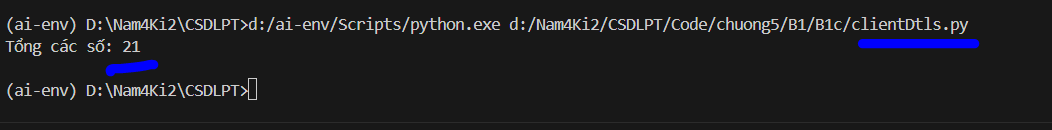 (ai-env) D:\Nam4Ki2\CSDLPT>d:/ai-env/Scripts/python.exe d:/Nam4Ki2/CSDLPT/Code/chuong5/B1/B1c/clientDtls.py
Tổng các số: 21
(ai-env) D:\Nam4Ki2\CSDLPT>